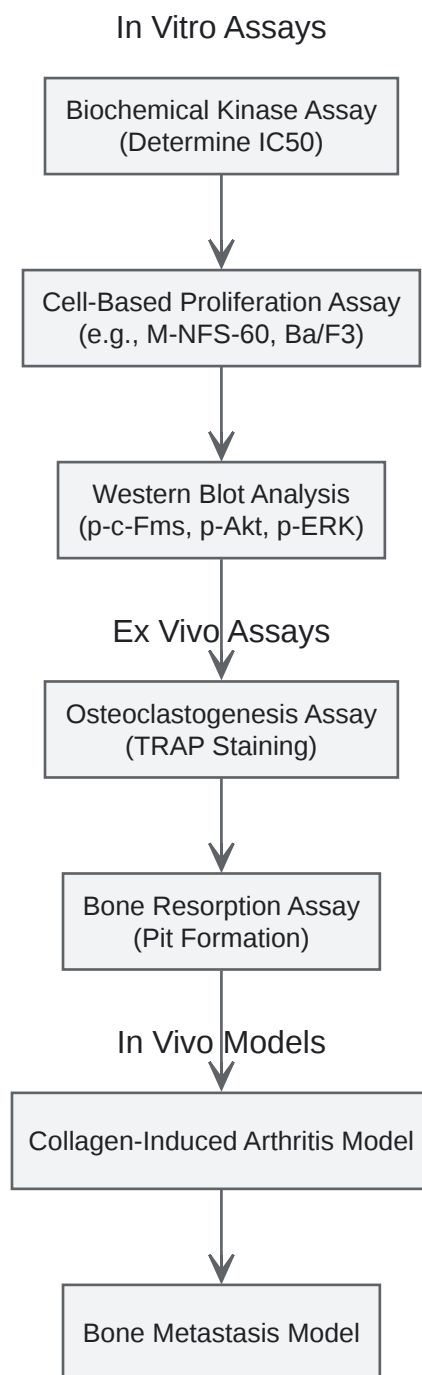 In Vitro Assays
Biochemical Kinase Assay
(Determine IC50)
Cell-Based Proliferation Assay
(e.g., M-NFS-60, Ba/F3)
Western Blot Analysis
(p-c-Fms, p-Akt, p-ERK)
Ex Vivo Assays
Osteoclastogenesis Assay
(TRAP Staining)
Bone Resorption Assay
(Pit Formation)
In Vivo Models
Collagen-Induced Arthritis Model
Bone Metastasis Model